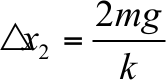 △x₂ = 2mg / k